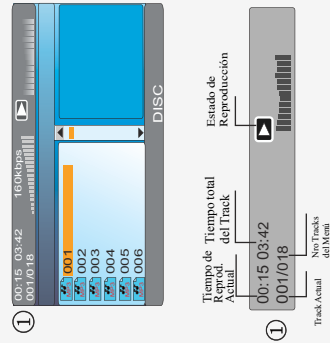 1
00:15 03:42 160kbps
001/018
001
002
003
004
005
006
DISC
Tiempo de
Reprod.
Actual
Tiempo total
del Track
Estado de
Reproducción
1
00:15 03:42
001/018
Track Actual
Nro Tracks
del Menú